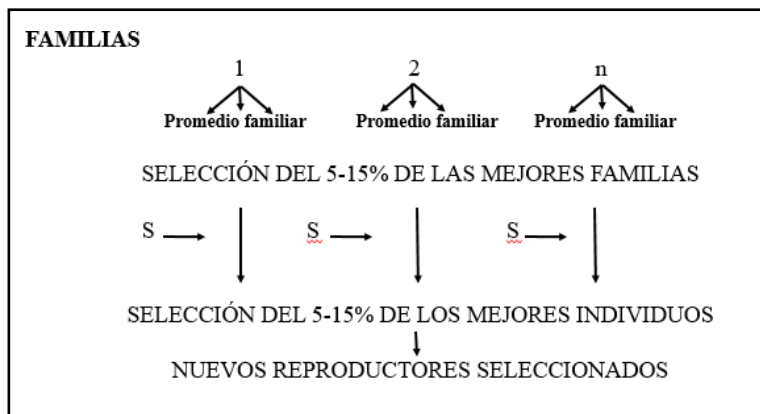 FAMILIAS
1 2 n
Promedio familiar Promedio familiar Promedio familiar
SELECCIÓN DEL 5-15% DE LAS MEJORES FAMILIAS
S S S
SELECCIÓN DEL 5-15% DE LOS MEJORES INDIVIDUOS
NUEVOS REPRODUCTORES SELECCIONADOS